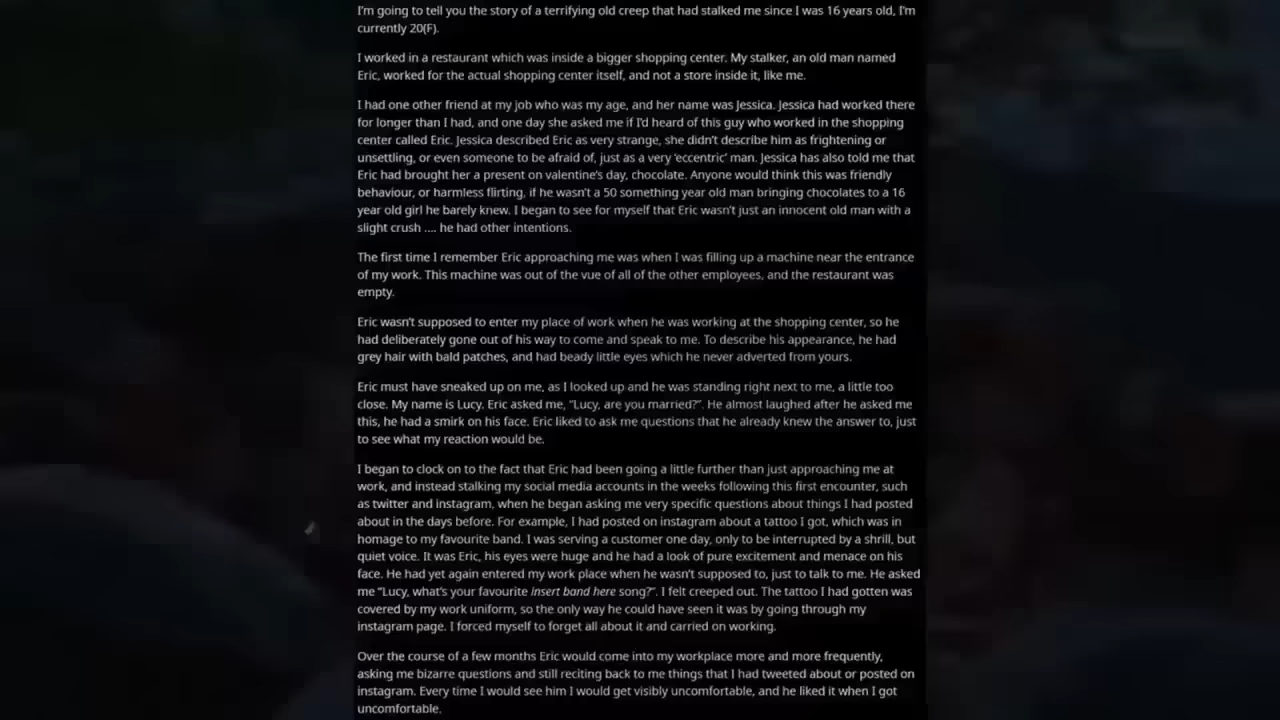 I'm going to tell you the story of a terrifying old creep that had stalked me since I was 16 years old, I'm
currently 20(F).
I worked in a restaurant which was inside a bigger shopping center. My stalker, an old man named
Eric, worked for the actual shopping center itself, and not a store inside it, like me.
I had one other friend at my job who was my age, and her name was Jessica. Jessica had worked there
for longer than I had, and one day she asked me if I'd heard of this guy who worked in the shopping
center called Eric. Jessica described Eric as very strange, she didn't describe him as frightening or
unsettling, or even someone to be afraid of, just as a very 'eccentric' man. Jessica has also told me that
Eric had brought her a present on valentine's day, chocolate. Anyone would think this was friendly
behaviour, or harmless flirting, if he wasn't a 50 something year old man bringing chocolates to a 16
year old girl he barely knew. I began to see for myself that Eric wasn't just an innocent old man with a
slight crush .... he had other intentions.
The first time I remember Eric approaching me was when I was filling up a machine near the entrance
of my work. This machine was out of the vue of all of the other employees, and the restaurant was
empty.
Eric wasn't supposed to enter my place of work when he was working at the shopping center, so he
had deliberately gone out of his way to come and speak to me. To describe his appearance, he had
grey hair with bald patches, and had beady little eyes which he never adverted from yours.
Eric must have sneaked up on me, as I looked up and he was standing right next to me, a little too
close. My name is Lucy. Eric asked me, "Lucy, are you married?". He almost laughed after he asked me
this, he had a smirk on his face. Eric liked to ask me questions that he already knew the answer to, just
to see what my reaction would be.
I began to clock on to the fact that Eric had been going a little further than just approaching me at
work, and instead stalking my social media accounts in the weeks following this first encounter, such
as twitter and instagram, when he began asking me very specific questions about things I had posted
about in the days before. For example, I had posted on instagram about a tattoo I got, which was in
homage to my favourite band. I was serving a customer one day, only to be interrupted by a shrill, but
quiet voice. It was Eric, his eyes were huge and he had a look of pure excitement and menace on his
face. He had yet again entered my work place when he wasn't supposed to, just to talk to me. He asked
me "Lucy, what's your favourite insert band here song?". I felt creeped out. The tattoo I had gotten was
covered by my work uniform, so the only way he could have seen it was by going through my
instagram page. I forced myself to forget all about it and carried on working.
Over the course of a few months Eric would come into my workplace more and more frequently,
asking me bizarre questions and still reciting back to me things that I had tweeted about or posted on
instagram. Every time I would see him I would get visibly uncomfortable, and he liked it when I got
uncomfortable.